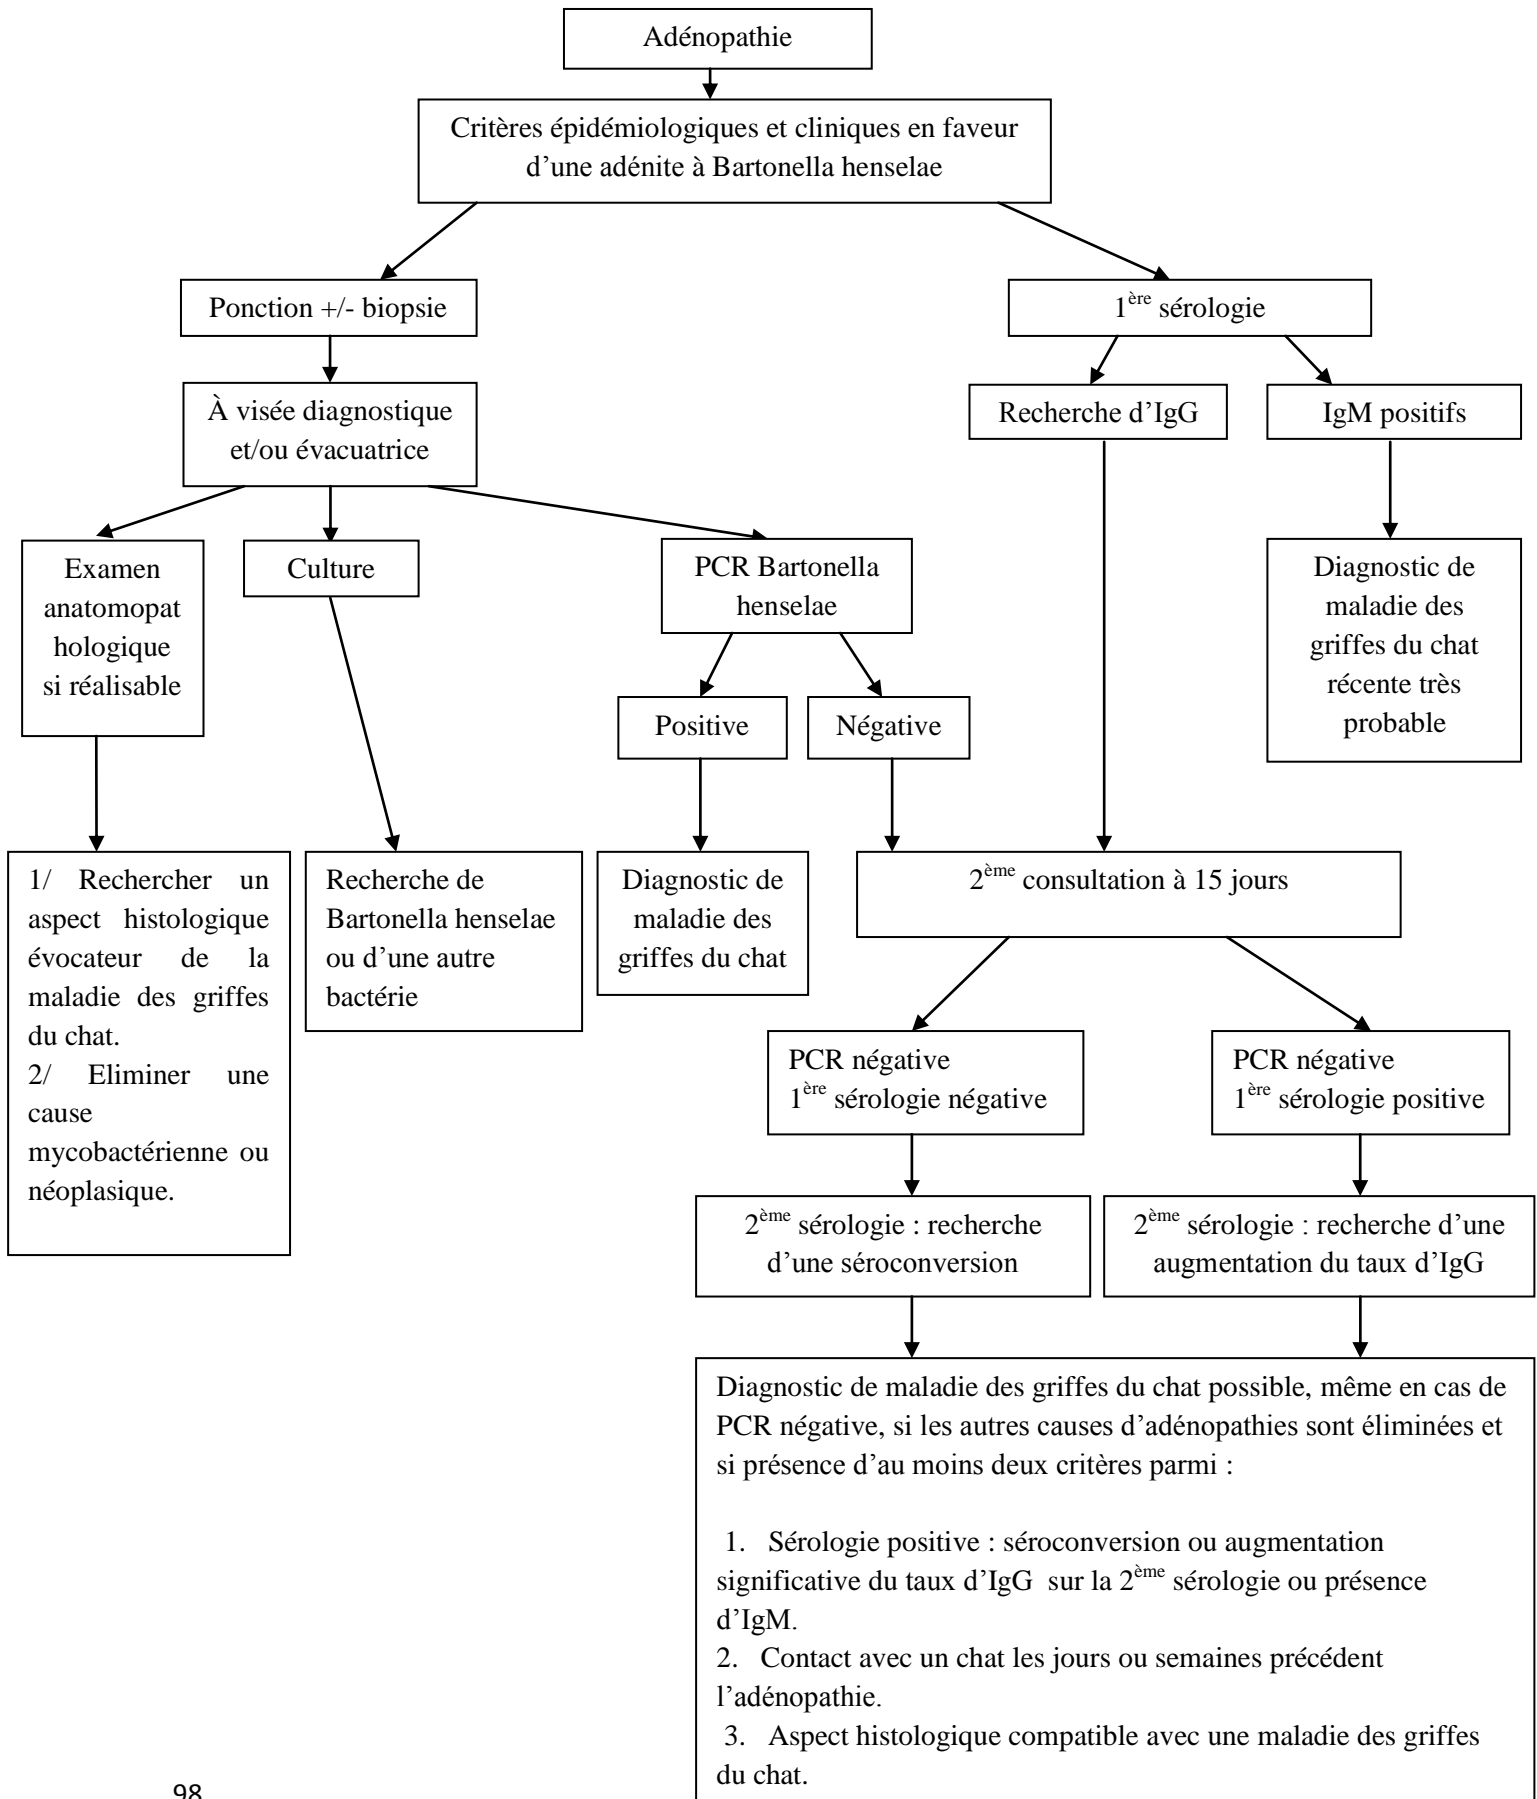 Adénopathie
Critères épidémiologiques et cliniques en faveur
d’une adénite à Bartonella henselae
Ponction +/- biopsie
1ère sérologie
À visée diagnostique
et/ou évacuatrice
Recherche d’IgG
IgM positifs
Examen
anatomopat
hologique
si réalisable
Culture
PCR Bartonella
henselae
Diagnostic de
maladie des
griffes du chat
récente très
probable
Positive
Négative
1/ Rechercher un
aspect histologique
évocateur de la
maladie des griffes
du chat.
2/ Eliminer une
cause
mycobactérienne ou
néoplasique.
Recherche de
Bartonella henselae
ou d’une autre
bactérie
Diagnostic de
maladie des
griffes du chat
2ème consultation à 15 jours
PCR négative
1ère sérologie négative
PCR négative
1ère sérologie positive
2ème sérologie : recherche
d’une séroconversion
2ème sérologie : recherche d’une
augmentation du taux d’IgG
Diagnostic de maladie des griffes du chat possible, même en cas de
PCR négative, si les autres causes d’adénopathies sont éliminées et
si présence d’au moins deux critères parmi :
1. Sérologie positive : séroconversion ou augmentation
significative du taux d’IgG sur la 2ème sérologie ou présence
d’IgM.
2. Contact avec un chat les jours ou semaines précédent
l’adénopathie.
3. Aspect histologique compatible avec une maladie des griffes
du chat.
98